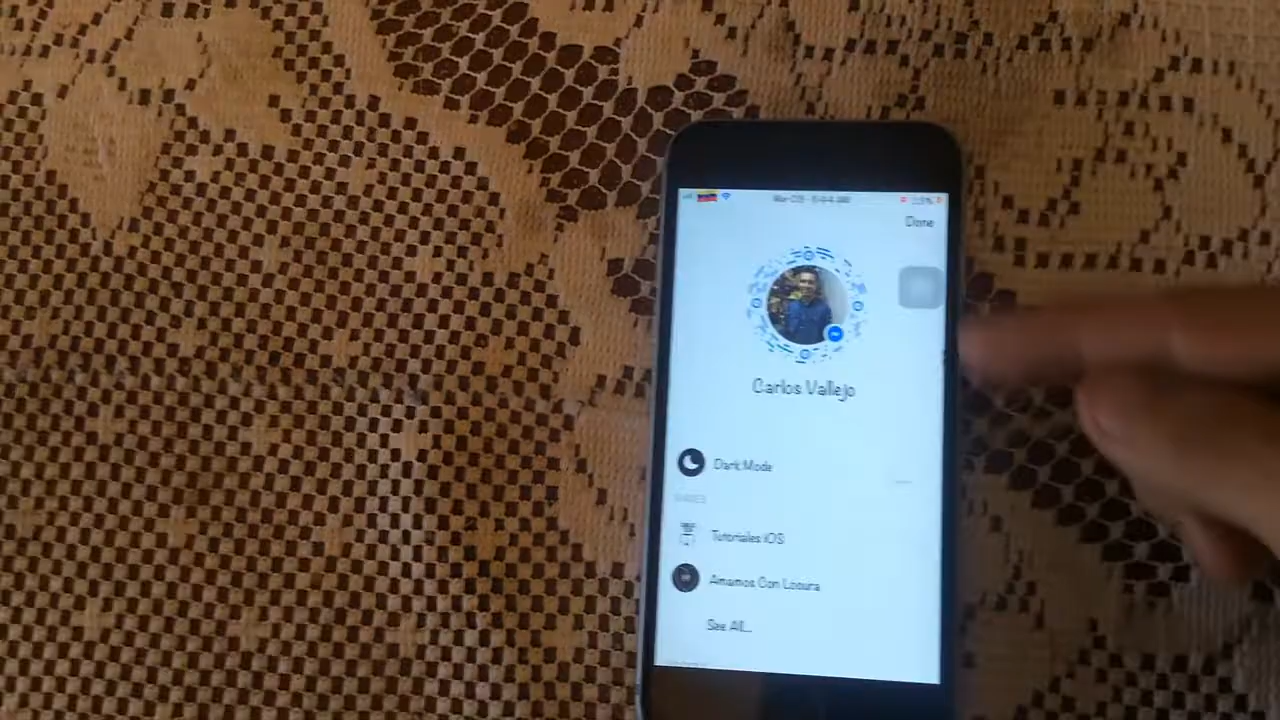 Done
Carlos Vallejo
Dark Mode
Tutoriales iOS
Amamos Con Locura
See All...